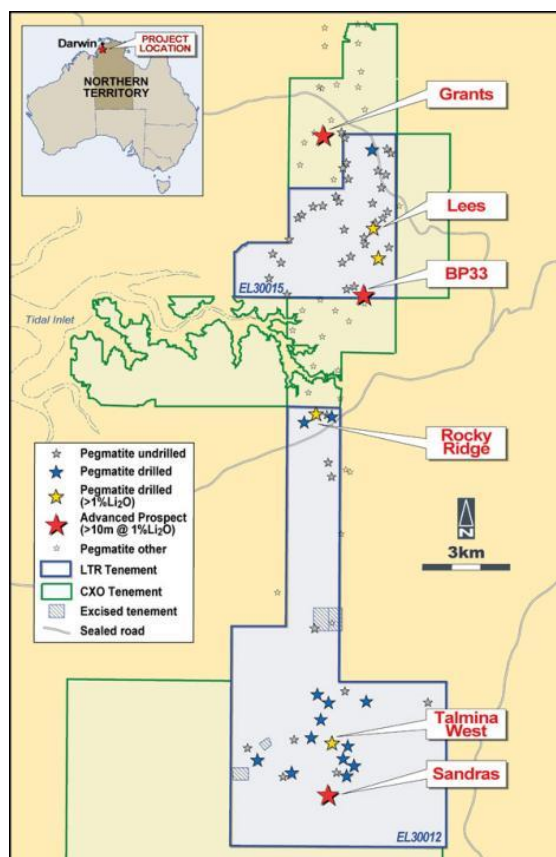 Darwin
PROJECT
LOCATION
NORTHERN
TERRITORY
Grants
Lees
BP33
EL30015
Tidal Inlet
Rocky
Ridge
Pegmatite undrilled
Pegmatite drilled
Pegmatite drilled
(>1%Li₂O)
Advanced Prospect
(>10m @ 1%Li₂O)
Pegmatite other
LTR Tenement
CXO Tenement
Excised tenement
Sealed road
3km
Talmina
West
Sandras
EL30012